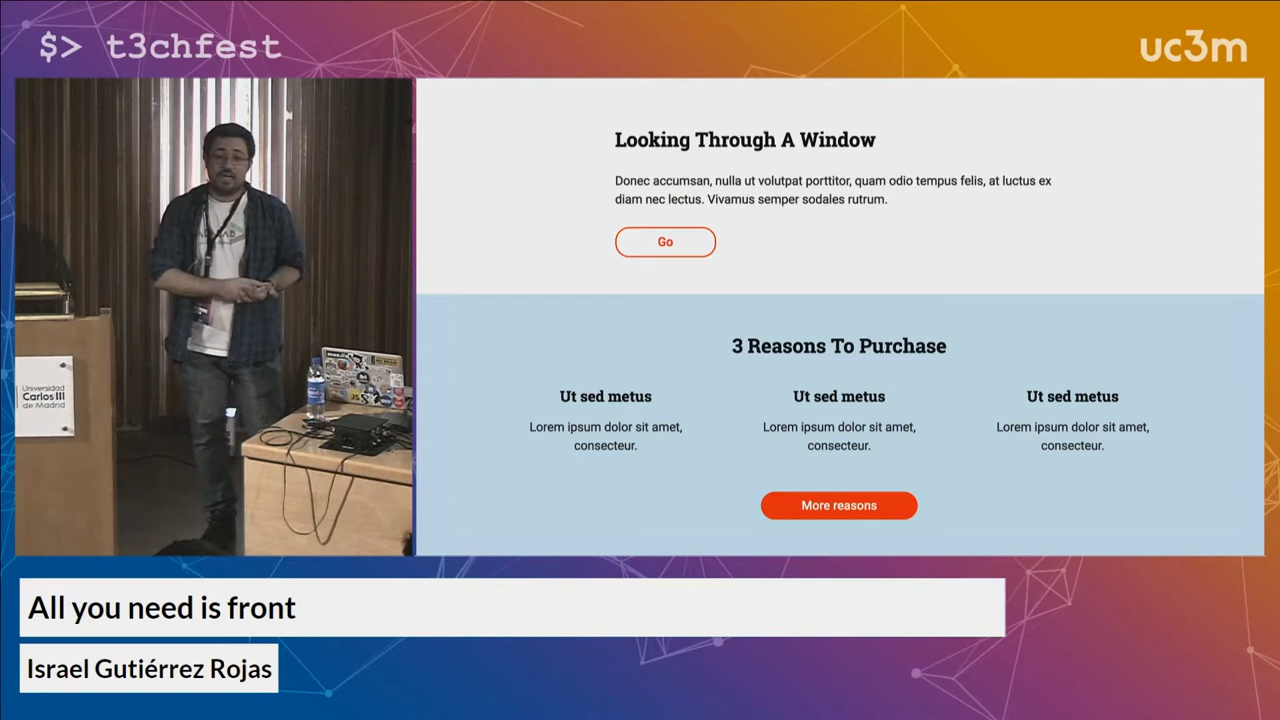 $> t3chfest
uc3m
Looking Through A Window
Donec accumsan, nulla ut volutpat porttitor, quam odio tempus felis, at luctus ex
diam nec lectus. Vivamus semper sodales rutrum.
Go
3 Reasons To Purchase
Ut sed metus
Lorem ipsum dolor sit amet,
consecteur.
Ut sed metus
Lorem ipsum dolor sit amet,
consecteur.
Ut sed metus
Lorem ipsum dolor sit amet,
consecteur.
More reasons
Universidad
Carlos III
de Madrid
JS
All you need is front
Israel Gutiérrez Rojas